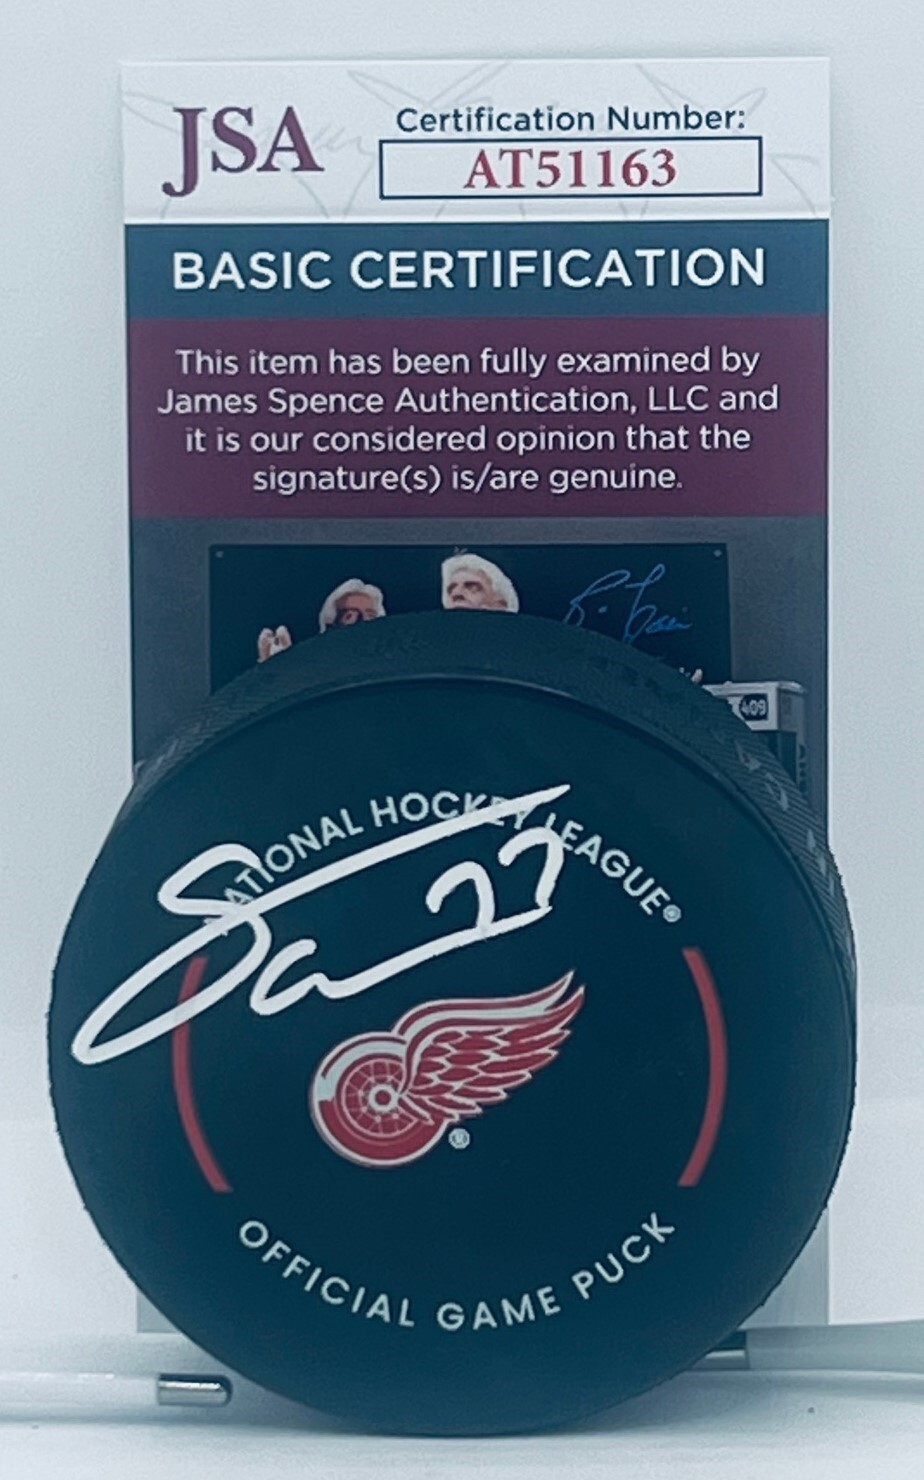 JSA
Certification Number:
AT51163
BASIC CERTIFICATION
This item has been fully examined by
James Spence Authentication, LLC and
it is our considered opinion that the
signature(s) is/are genuine.
409
NATIONAL HOCKEY LEAGUE®
®
OFFICIAL GAME PUCK